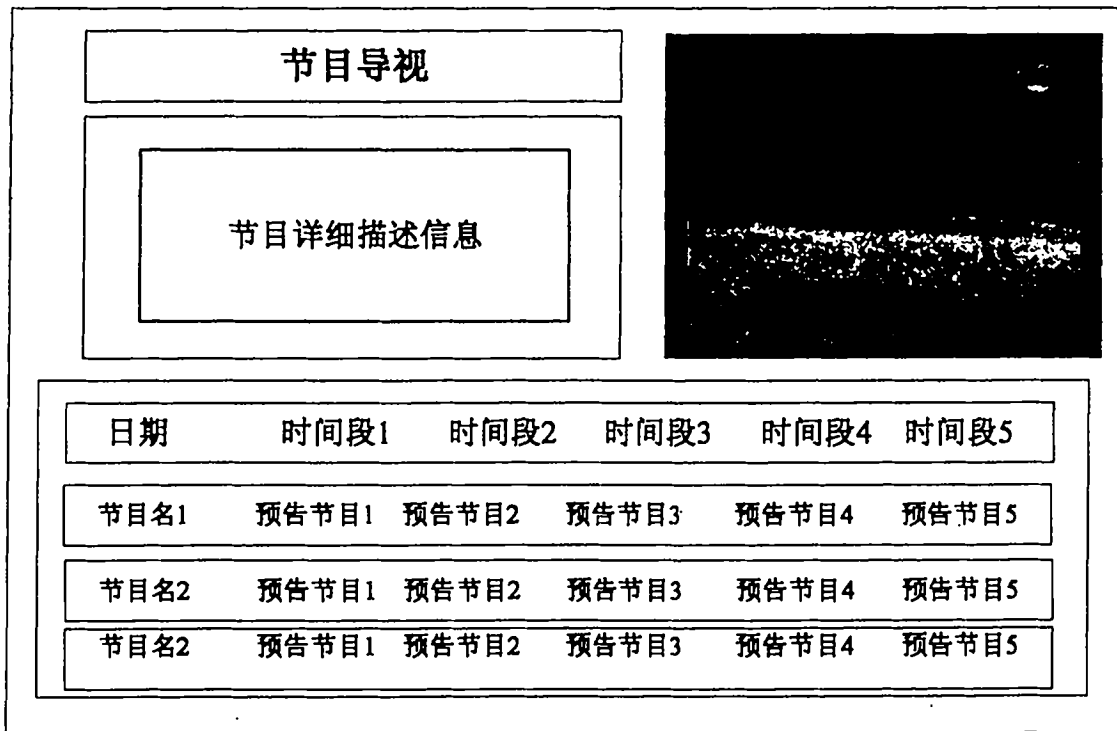 节目导视
节目详细描述信息
日期 时间段1 时间段2 时间段3 时间段4 时间段5
节目名1 预告节目1 预告节目2 预告节目3 预告节目4 预告节目5
节目名2 预告节目1 预告节目2 预告节目3 预告节目4 预告节目5
节目名2 预告节目1 预告节目2 预告节目3 预告节目4 预告节目5